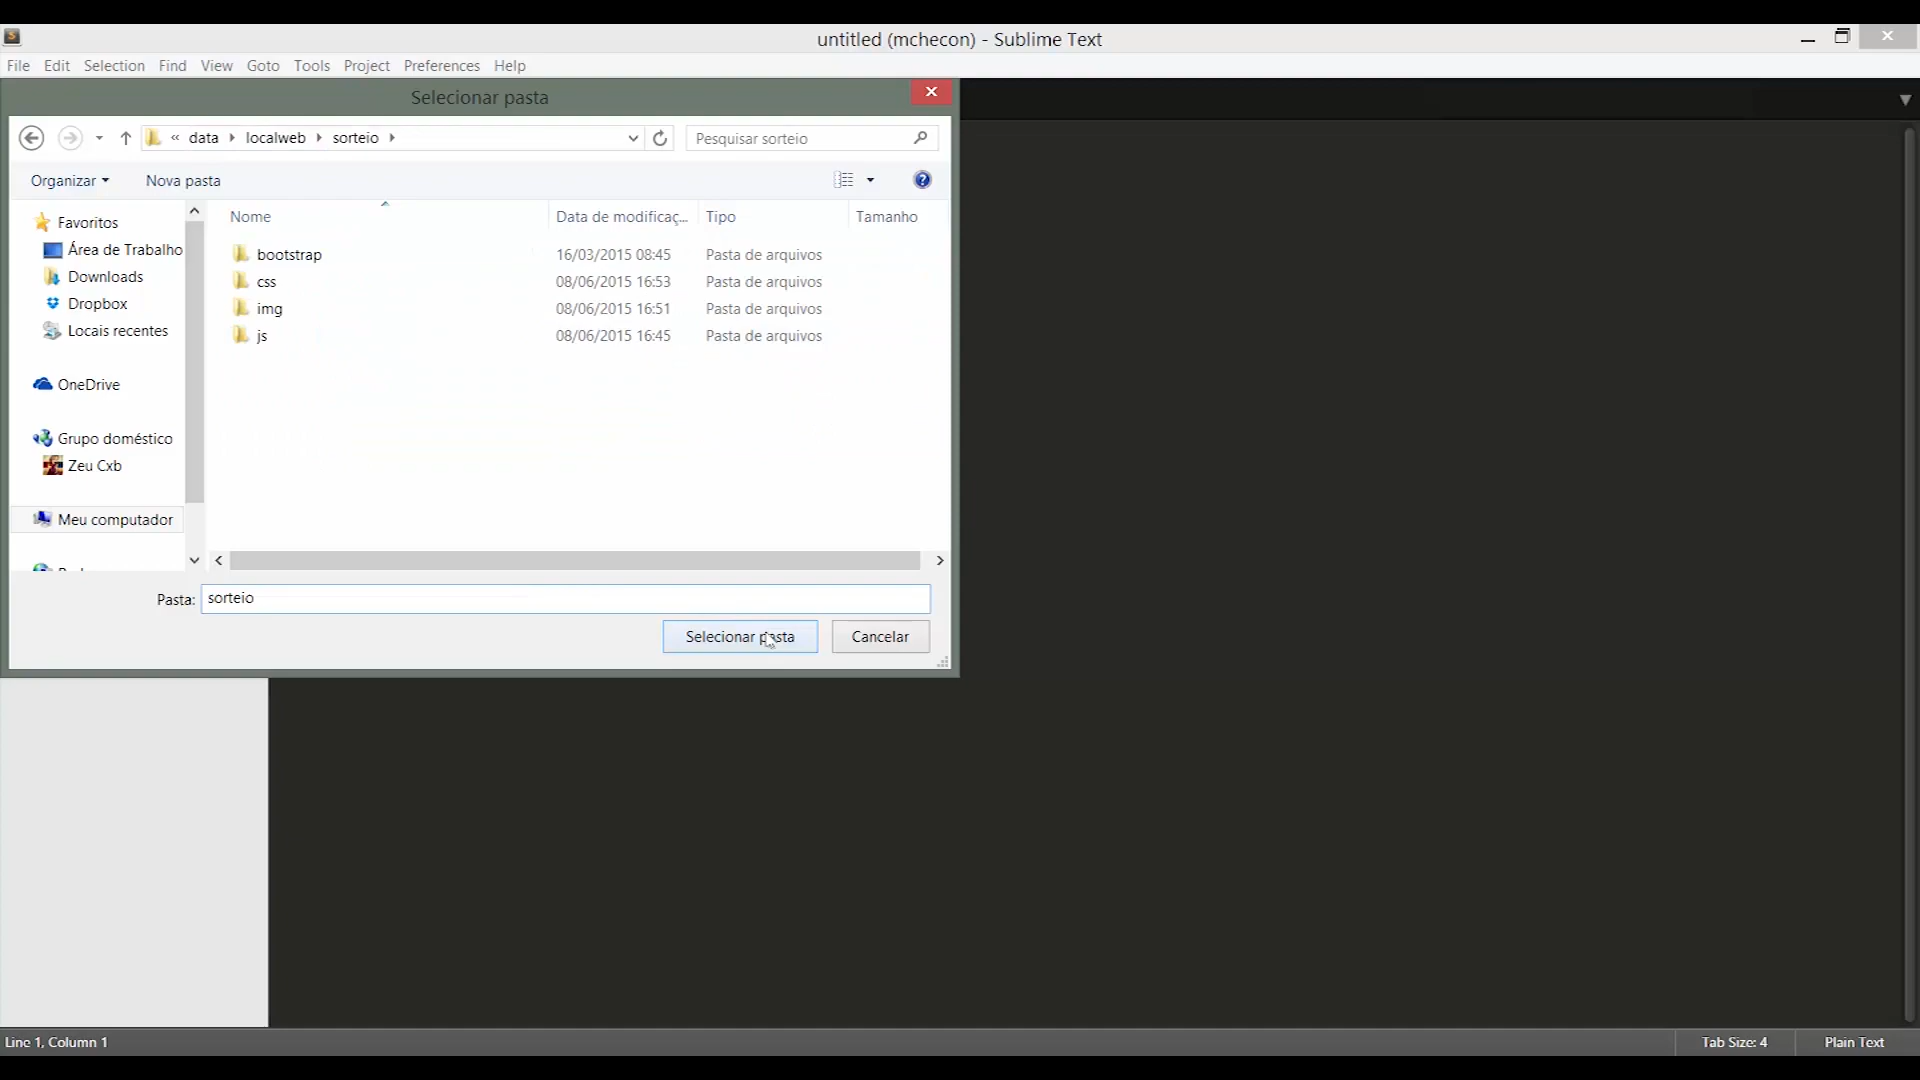 untitled (mchecon) - Sublime Text
File Edit Selection Find View Goto Tools Project Preferences Help
Selecionar pasta
« data localweb sorteio
Pesquisar sorteio
Organizar Nova pasta
Nome Data de modificaç... Tipo Tamanho
Favoritos
Área de Trabalho
Downloads
Dropbox
Locais recentes
OneDrive
Grupo doméstico
Zeu Cxb
Meu computador
bootstrap 16/03/2015 08:45 Pasta de arquivos
css 08/06/2015 16:53 Pasta de arquivos
img 08/06/2015 16:51 Pasta de arquivos
js 08/06/2015 16:45 Pasta de arquivos
Pasta: sorteio
Selecionar pasta Cancelar
Line 1, Column 1 Tab Size: 4 Plain Text